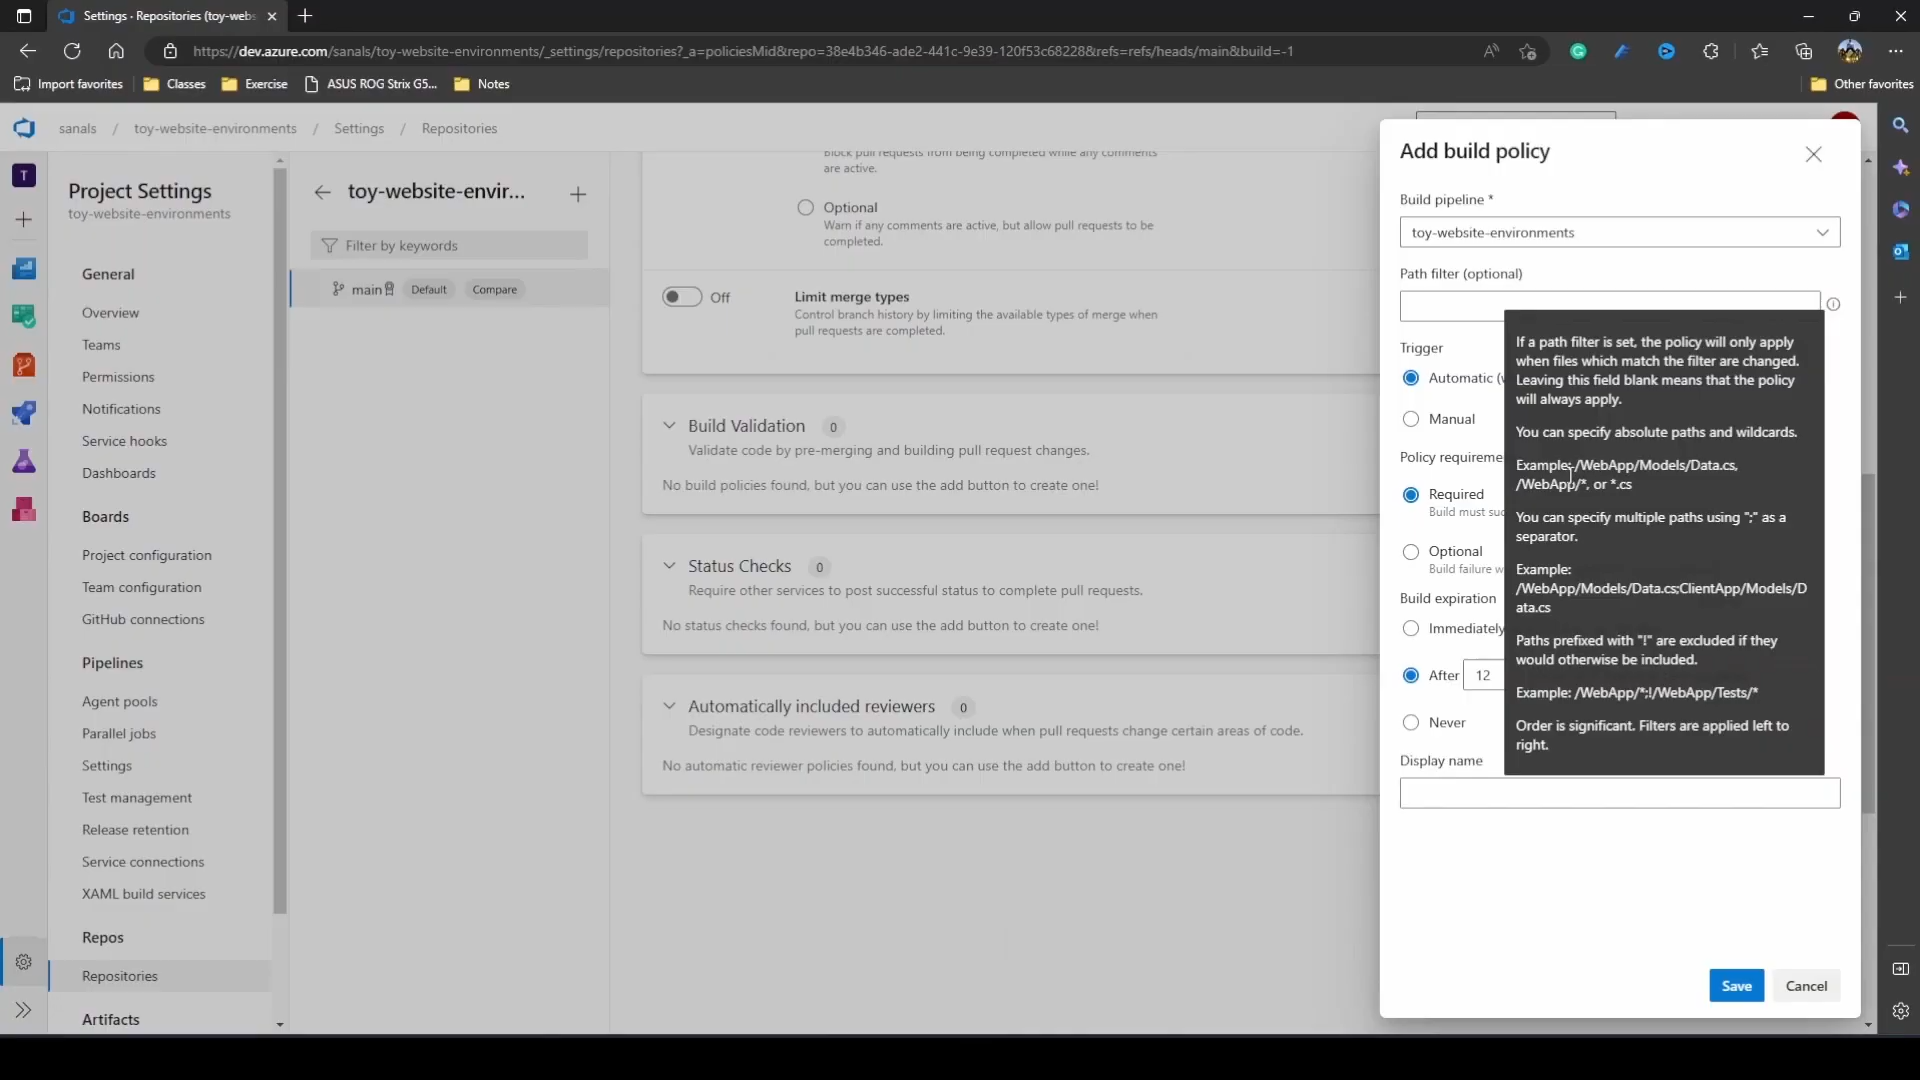 Settings · Repositories (toy-webs
https://dev.azure.com/sanals/toy-website-environments/_settings/repositories?_a=policiesMid&repo=38e4b346-ade2-441c-9e39-120f53c68228&refs=refs/heads/main&build=-1
Import favorites
Classes
Exercise
ASUS ROG Strix G5...
Notes
Other favorites
sanals / toy-website-environments / Settings / Repositories
T
Project Settings
toy-website-environments
General
Overview
Teams
Permissions
Notifications
Service hooks
Dashboards
Boards
Project configuration
Team configuration
GitHub connections
Pipelines
Agent pools
Parallel jobs
Settings
Test management
Release retention
Service connections
XAML build services
Repos
Repositories
Artifacts
toy-website-envir...
Filter by keywords
main Default Compare
Block pull requests from being completed while any comments
are active.
Optional
Warn if any comments are active, but allow pull requests to be
completed.
Off
Limit merge types
Control branch history by limiting the available types of merge when
pull requests are completed.
Build Validation 0
Validate code by pre-merging and building pull request changes.
No build policies found, but you can use the add button to create one!
Status Checks 0
Require other services to post successful status to complete pull requests.
No status checks found, but you can use the add button to create one!
Automatically included reviewers 0
Designate code reviewers to automatically include when pull requests change certain areas of code.
No automatic reviewer policies found, but you can use the add button to create one!
Add build policy
Build pipeline *
toy-website-environments
Path filter (optional)
Trigger
Automatic (
Manual
Policy requireme
Required
Build must su
Optional
Build failure w
Build expiration
Immediately
After 12
Never
Display name
If a path filter is set, the policy will only apply
when files which match the filter are changed.
Leaving this field blank means that the policy
will always apply.
You can specify absolute paths and wildcards.
Example: /WebApp/Models/Data.cs,
/WebApp/*, or *.cs
You can specify multiple paths using ";" as a
separator.
Example:
/WebApp/Models/Data.cs;ClientApp/Models/D
ata.cs
Paths prefixed with "!" are excluded if they
would otherwise be included.
Example: /WebApp/*;!/WebApp/Tests/*
Order is significant. Filters are applied left to
right.
Save
Cancel